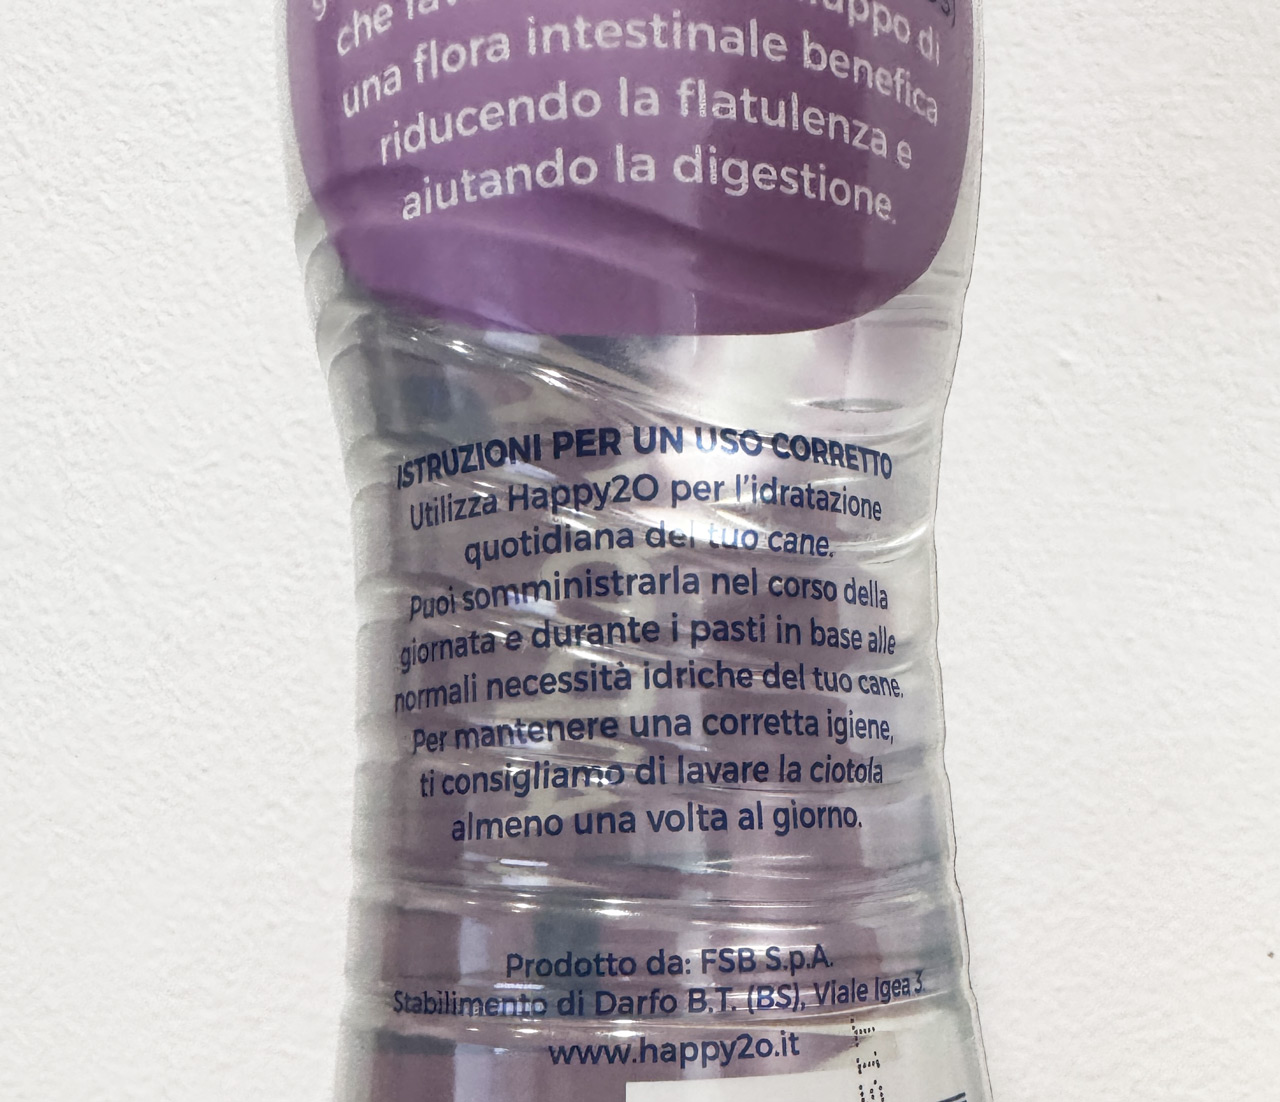 che
di
una flora intestinale benefica
riducendo la flatulenza e
aiutando la digestione.
ISTRUZIONI PER UN USO CORRETTO
Utilizza Happy2O per l'idratazione
quotidiana del tuo cane.
Puoi somministrarla nel corso della
giornata e durante i pasti in base alle
normali necessità idriche del tuo cane.
Per mantenere una corretta igiene,
ti consigliamo di lavare la ciotola
almeno una volta al giorno.
Prodotto da: FSB S.p.A.
Stabilimento di Darfo B.T. (BS), Viale Igea 3.
www.happy2o.it